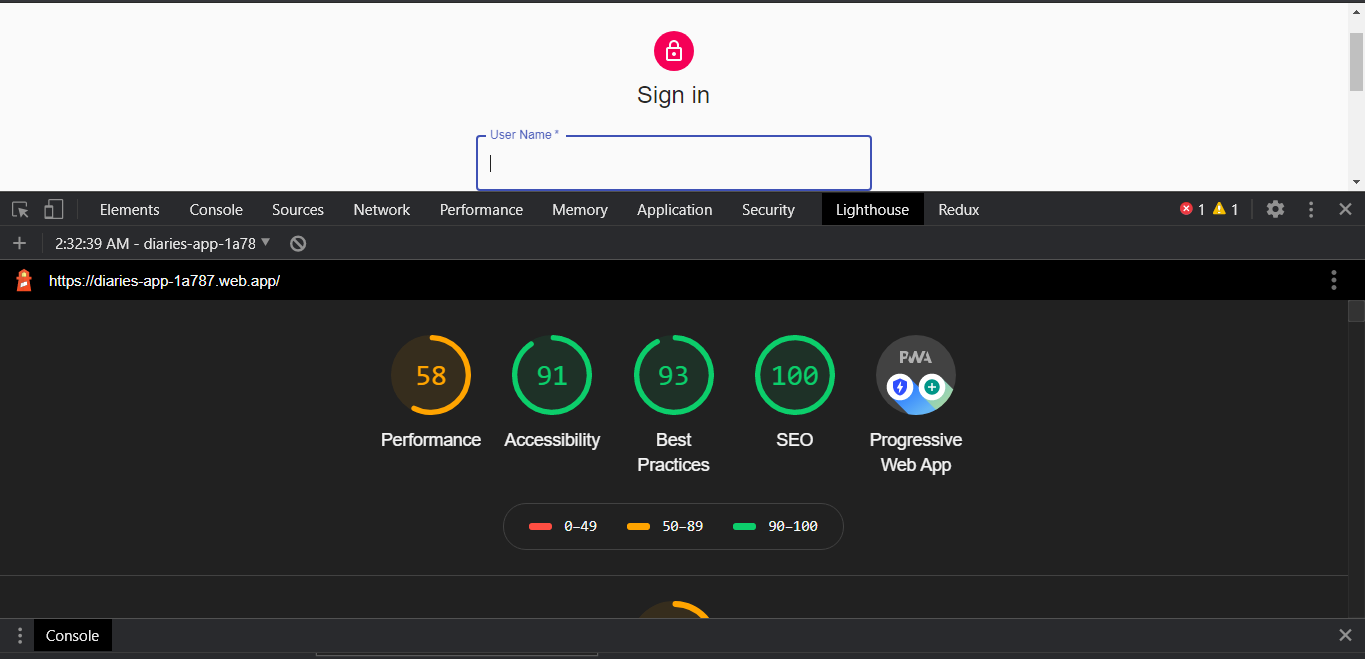 Sign in
User Name *
Elements Console Sources Network Performance Memory Application Security Lighthouse Redux 1 1
2:32:39 AM - diaries-app-1a78
https://diaries-app-1a787.web.app/
58 91 93 100 PWA
Performance Accessibility Best Practices SEO Progressive Web App
0–49 50–89 90–100
Console